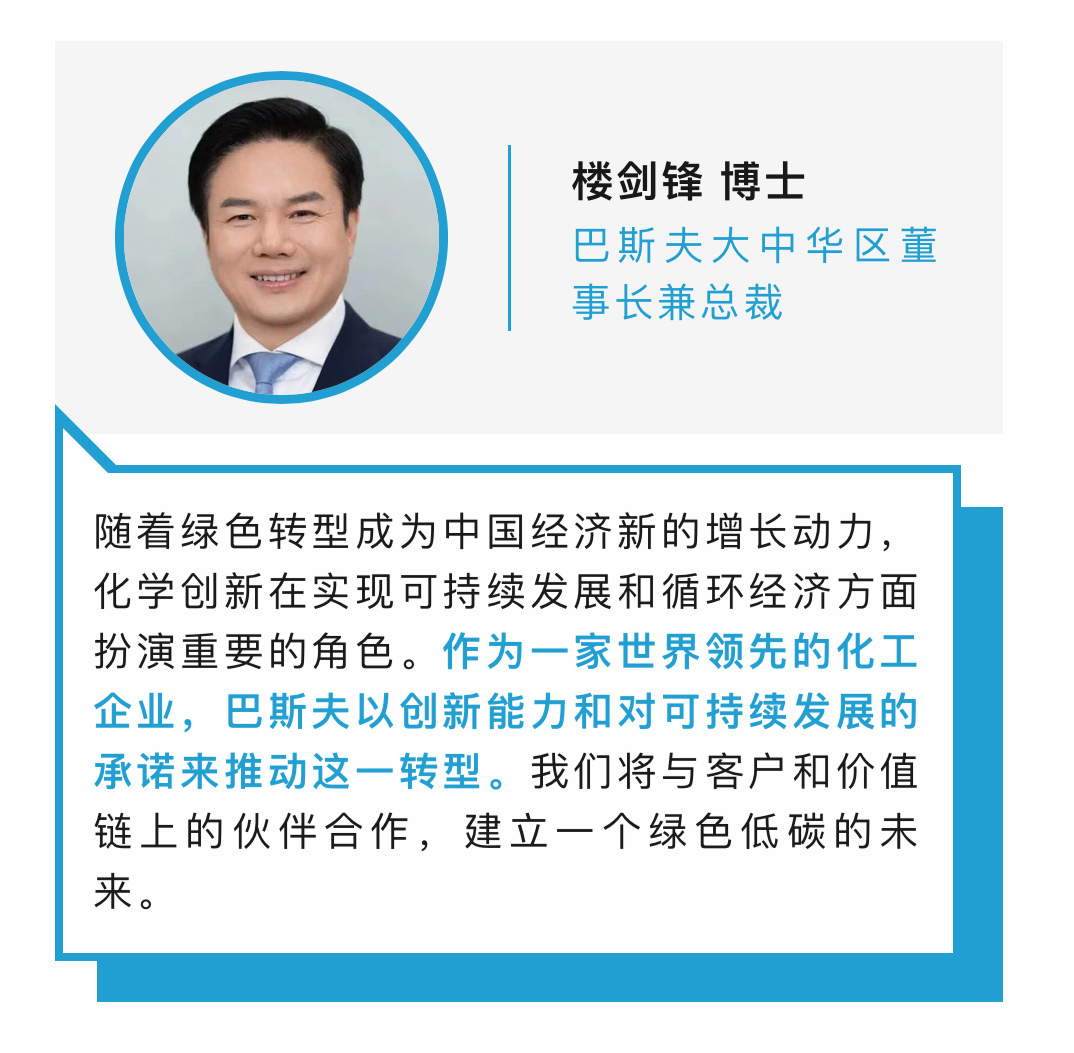 楼剑锋 博士
巴斯夫大中华区董
事长兼总裁
随着绿色转型成为中国经济新的增长动力，
化学创新在实现可持续发展和循环经济方面
扮演重要的角色。作为一家世界领先的化工
企业，巴斯夫以创新能力和对可持续发展的
承诺来推动这一转型。我们将与客户和价值
链上的伙伴合作，建立一个绿色低碳的未
来。